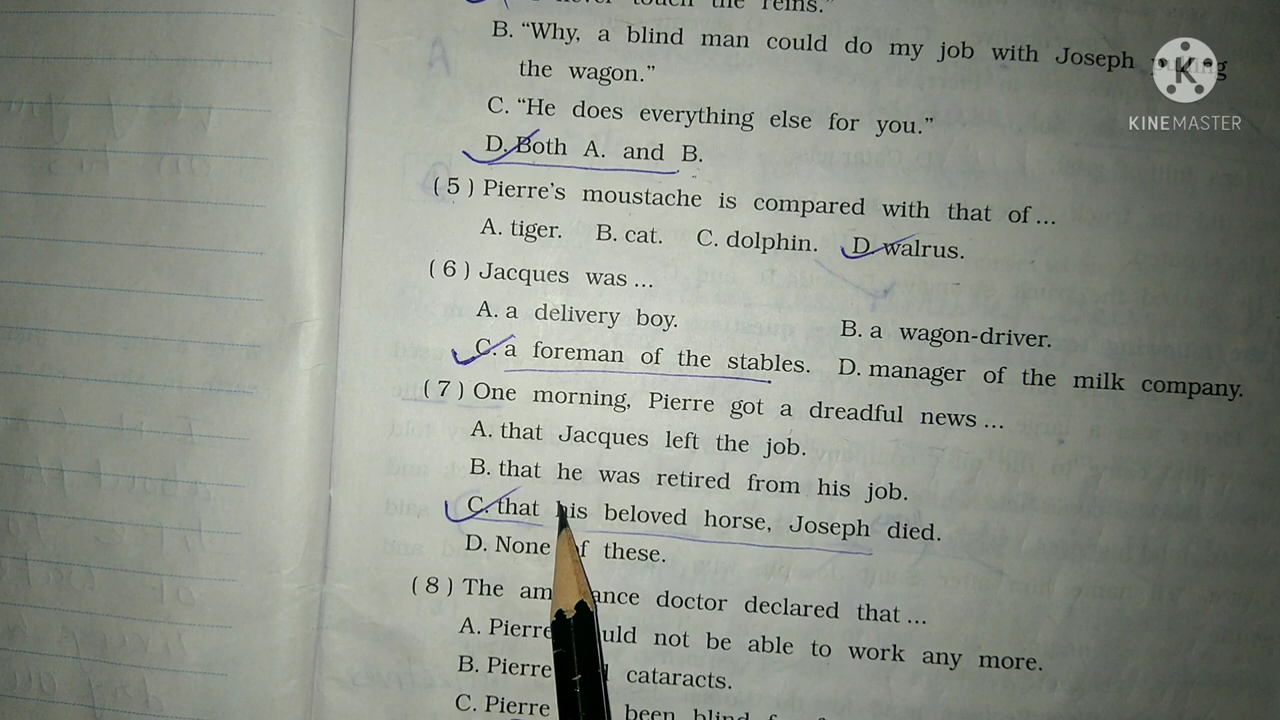 never touch the reins."
B. "Why, a blind man could do my job with Joseph
the wagon."
C. "He does everything else for you."
D. Both A. and B.
( 5 ) Pierre's moustache is compared with that of ...
A. tiger. B. cat. C. dolphin. D. walrus.
( 6 ) Jacques was ...
A. a delivery boy. B. a wagon-driver.
C. a foreman of the stables. D. manager of the milk company.
( 7 ) One morning, Pierre got a dreadful news ...
A. that Jacques left the job.
B. that he was retired from his job.
C. that his beloved horse, Joseph died.
D. None of these.
( 8 ) The doctor declared that ...
A. Pierre not be able to work any more.
B. Pierre cataracts.
C. Pierre been blind
KINEMASTER